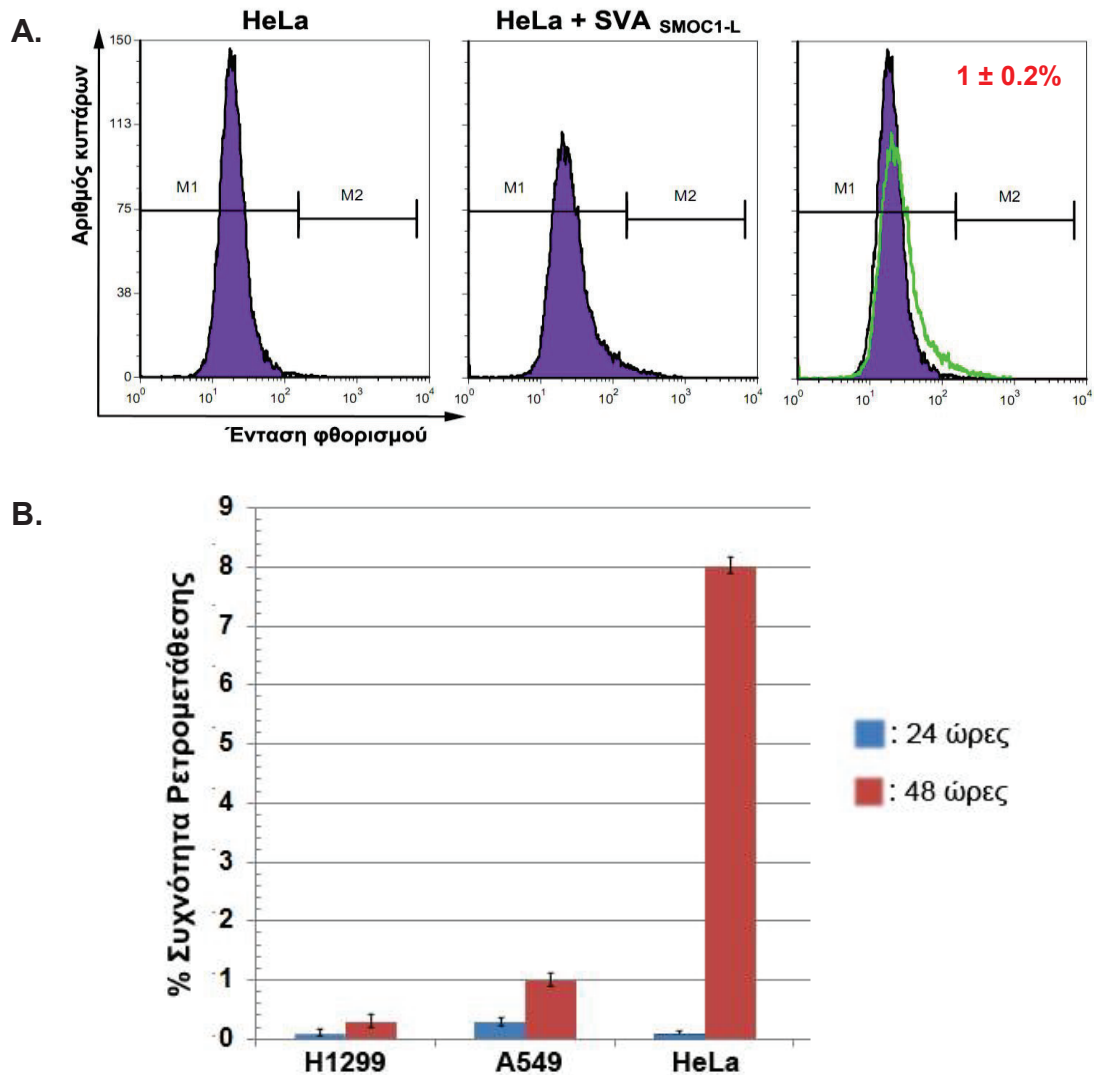 A.
HeLa
HeLa + SVA SMOC1-L
Αριθμός κυττάρων
150
113
75
38
0
M1
M2
10⁰ 10¹ 10² 10³ 10⁴
M1
M2
10⁰ 10¹ 10² 10³ 10⁴
1 ± 0.2%
M1
M2
10⁰ 10¹ 10² 10³ 10⁴
Ένταση φθορισμού
B.
% Συχνότητα Ρετρομετάθεσης
9
8
7
6
5
4
3
2
1
0
H1299
A549
HeLa
: 24 ώρες
: 48 ώρες